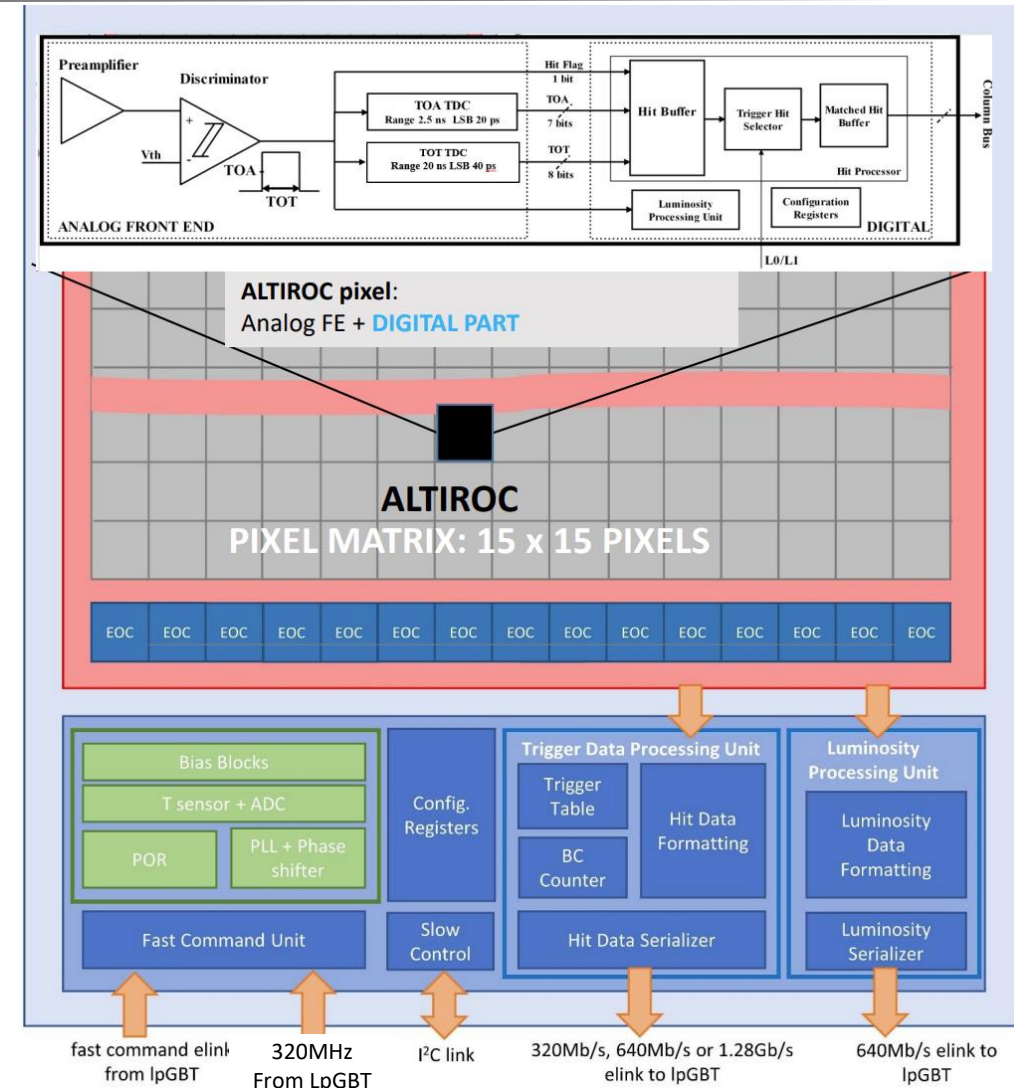 Preamplifier
Discriminator
Vth
+
-
TOA
TOT
TOA TDC
Range 2.5 ns LSB 20 ps
TOT TDC
Range 20 ns LSB 40 ps
Hit Flag
1 bit
TOA
7 bits
TOT
8 bits
Hit Buffer
Trigger Hit
Selector
Matched Hit
Buffer
Hit Processor
Column Bus
Luminosity
Processing Unit
Configuration
Registers
ANALOG FRONT END
DIGITAL
L0/L1
ALTIROC pixel:
Analog FE + DIGITAL PART
ALTIROC
PIXEL MATRIX: 15 x 15 PIXELS
EOC EOC EOC EOC EOC EOC EOC EOC EOC EOC EOC EOC EOC EOC EOC
Bias Blocks
T sensor + ADC
POR
PLL + Phase
shifter
Fast Command Unit
Config.
Registers
Slow
Control
Trigger Data Processing Unit
Trigger
Table
BC
Counter
Hit Data
Formatting
Hit Data Serializer
Luminosity
Processing Unit
Luminosity
Data
Formatting
Luminosity
Serializer
fast command elink
from lpGBT
320MHz
From LpGBT
I²C link
320Mb/s, 640Mb/s or 1.28Gb/s
elink to lpGBT
640Mb/s elink to
lpGBT